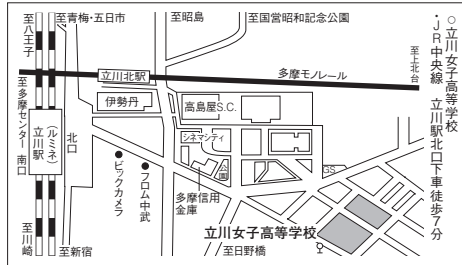 ○立川女子高等学校
・JR中央線 立川駅北口下車徒歩7分
至八王子
至青梅・五日市
至昭島
至国営昭和記念公園
至上北台
立川北駅
多摩モノレール
伊勢丹
高島屋S.C.
シネマシティ
立川駅
(ルミネ)
北口
南口
至多摩センター
ビックカメラ
フロム中武
多摩信用
金庫
公園
GS
立川女子高等学校
至川崎
至新宿
至日野橋